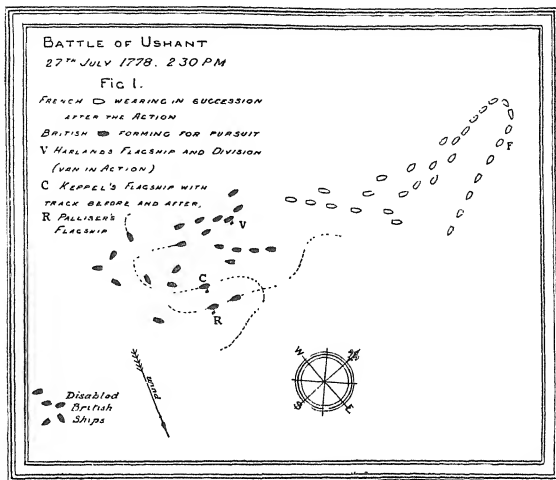 BATTLE OF USHANT
27TH JULY 1778. 2 30 PM
FIG 1.
FRENCH WEARING IN SUCCESSION
AFTER THE ACTION
BRITISH FORMING FOR PURSUIT
V HARLANDS FLAGSHIP AND DIVISION
(VAN IN ACTION)
C KEPPEL'S FLAGSHIP WITH
TRACK BEFORE AND AFTER,
R PALLISER'S
FLAGSHIP
F
V
C
R
WIND
W
S
E
Disabled
British
Ships